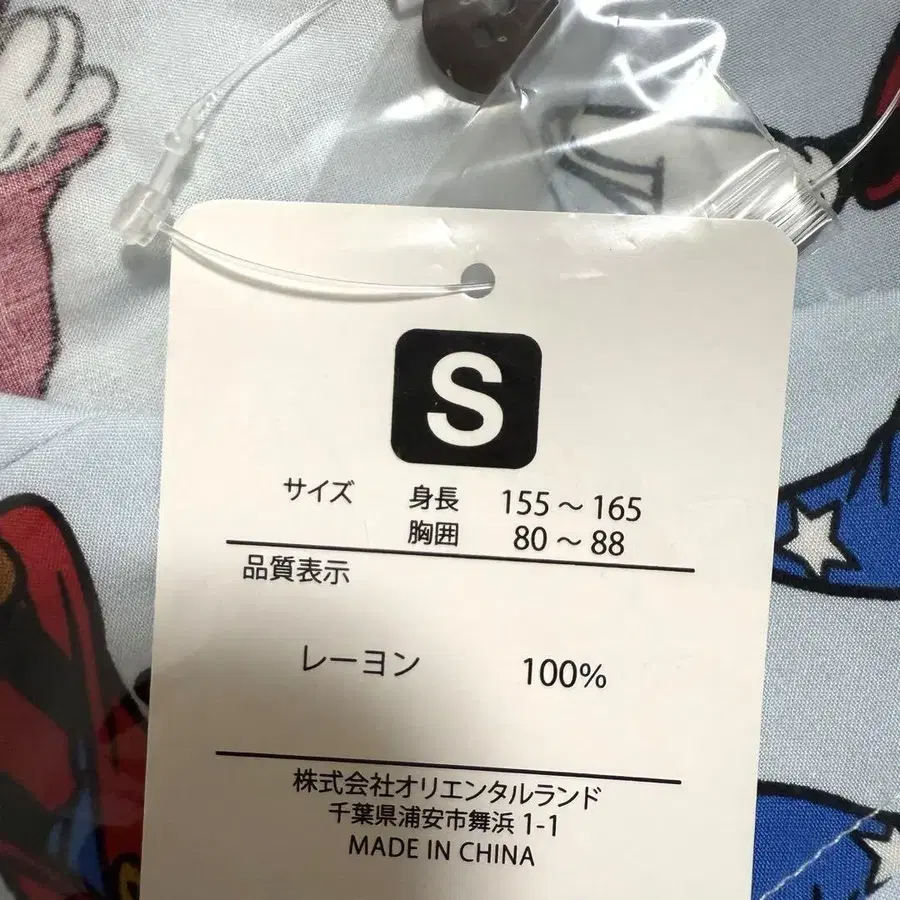 S
サイズ 身長 155～165
胸囲 80～88
品質表示
レーヨン 100%
株式会社オリエンタルランド
千葉県浦安市舞浜 1-1
MADE IN CHINA